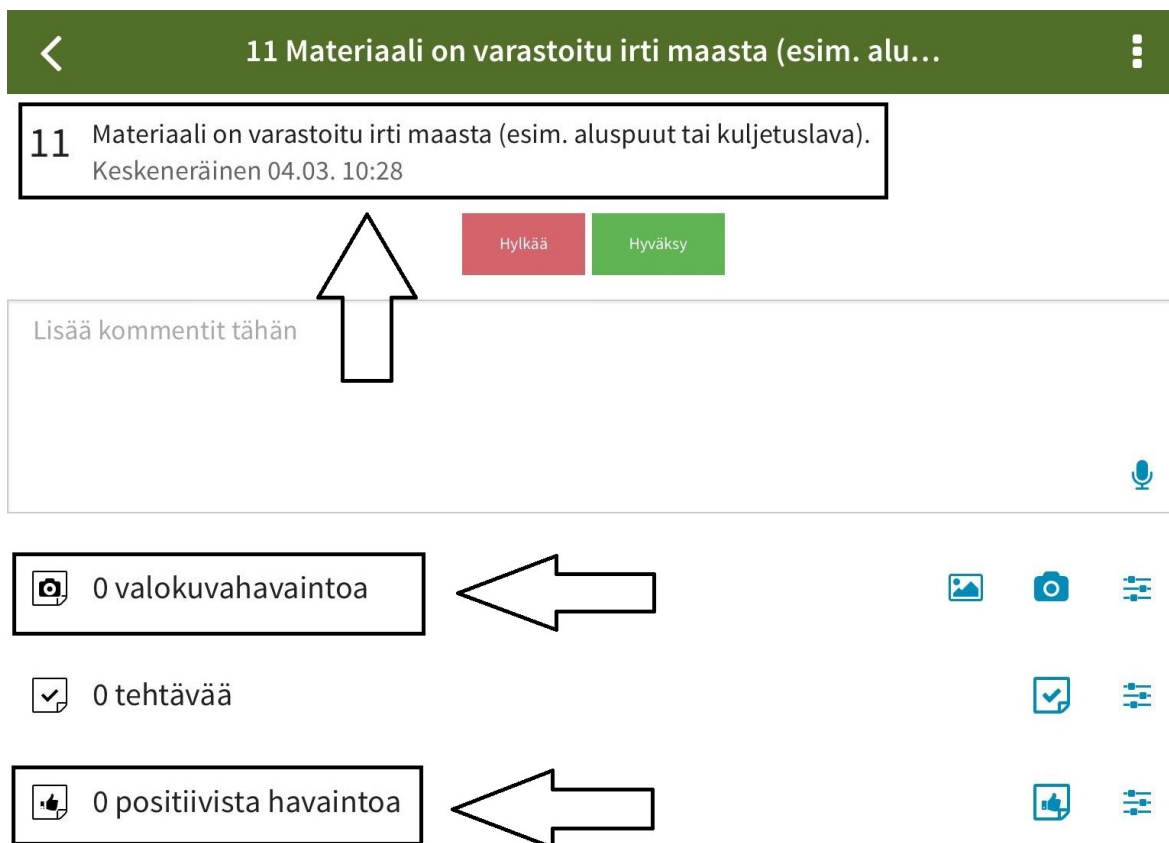 11 Materiaali on varastoitu irti maasta (esim. alu...
11 Materiaali on varastoitu irti maasta (esim. aluspuut tai kuljetuslava).
Keskeneräinen 04.03. 10:28
Hylkää Hyväksy
Lisää kommentit tähän
0 valokuvahavaintoa
0 tehtävää
0 positiivista havaintoa